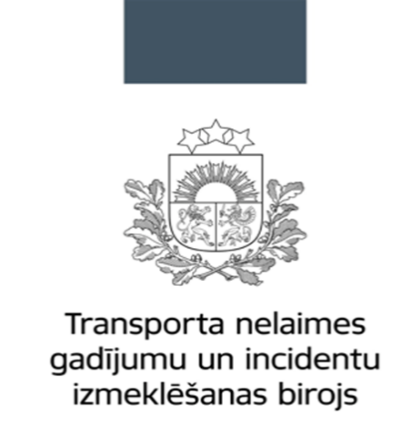 Transporta nelaimes
gadījumu un incidentu
izmeklēšanas birojs